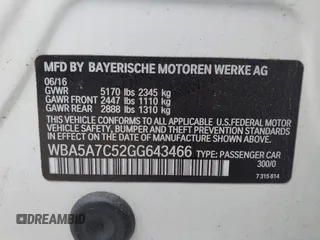 MFD BY BAYERISCHE MOTOREN WERKE AG
06/16
GVWR 5170 lbs 2345 kg
GAWR FRONT 2447 lbs 1110 kg
GAWR REAR 2888 lbs 1310 kg
THIS VEHICLE CONFORMS TO ALL APPLICABLE U.S.FEDERAL MOTOR
VEHICLE SAFETY, BUMPER, AND THEFT PREVENTION STANDARDS
IN EFFECT ON THE DATE OF MANUFACTURE SHOWN ABOVE.
WBA5A7C52GG643466 TYPE: PASSENGER CAR
300/0
7 315 614
DREAMBID